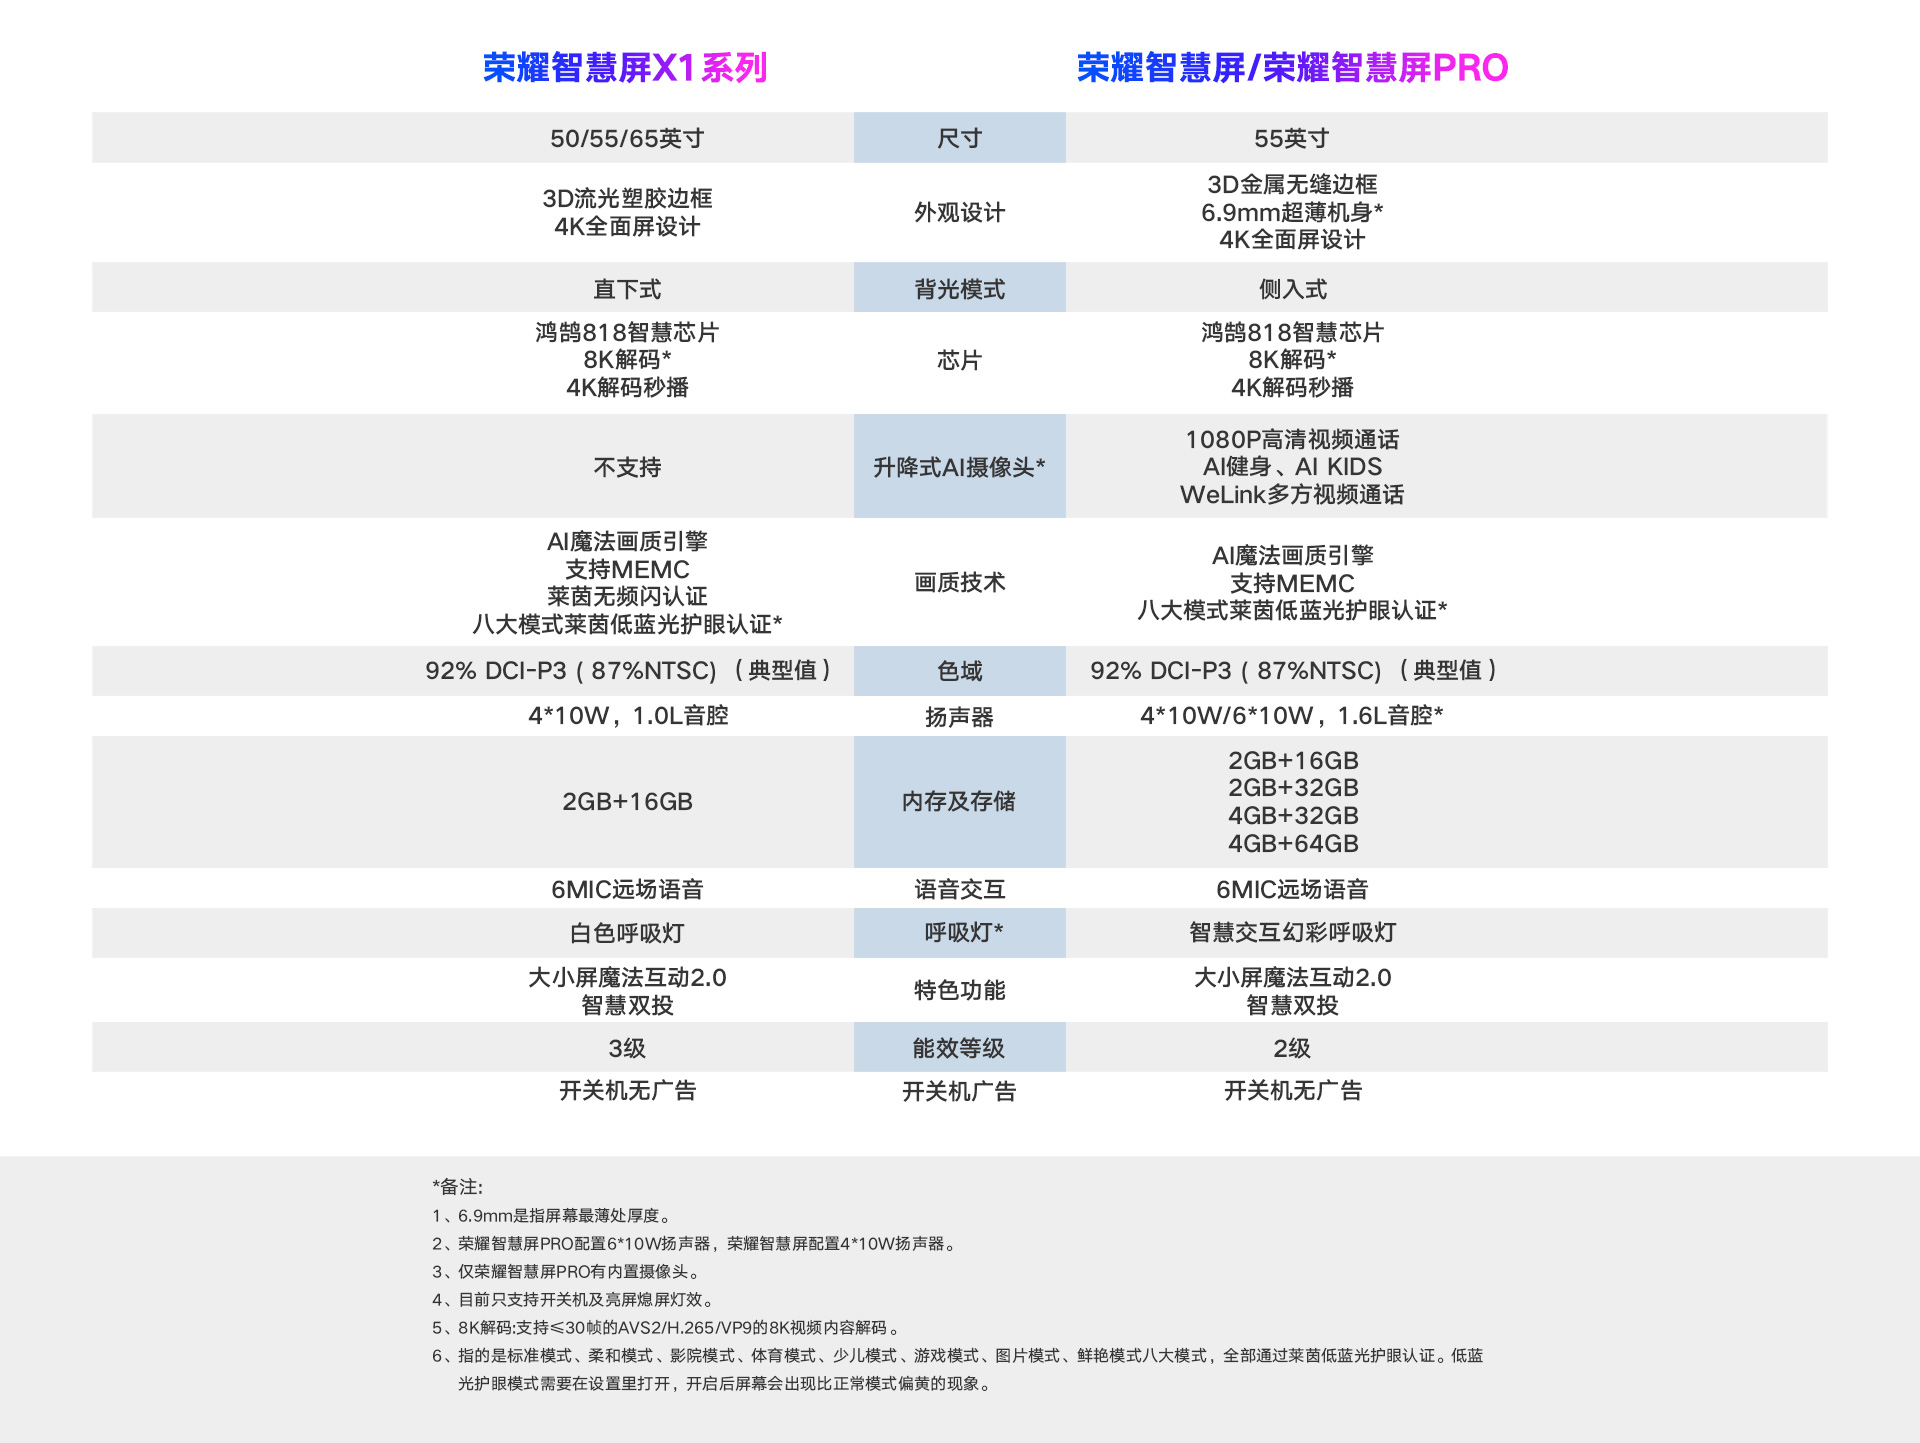 荣耀智慧屏X1系列
荣耀智慧屏/荣耀智慧屏PRO
50/55/65英寸
尺寸
55英寸
3D流光塑胶边框
4K全面屏设计
外观设计
3D金属无缝边框
6.9mm超薄机身*
4K全面屏设计
直下式
背光模式
侧入式
鸿鹄818智慧芯片
8K解码*
4K解码秒播
芯片
鸿鹄818智慧芯片
8K解码*
4K解码秒播
不支持
升降式AI摄像头*
1080P高清视频通话
AI健身、AI KIDS
WeLink多方视频通话
AI魔法画质引擎
支持MEMC
莱茵无频闪认证
八大模式莱茵低蓝光护眼认证*
画质技术
AI魔法画质引擎
支持MEMC
八大模式莱茵低蓝光护眼认证*
92% DCI-P3 ( 87%NTSC) （典型值）
色域
92% DCI-P3 ( 87%NTSC) （典型值）
4*10W，1.0L音腔
扬声器
4*10W/6*10W，1.6L音腔*
2GB+16GB
内存及存储
2GB+16GB
2GB+32GB
4GB+32GB
4GB+64GB
6MIC远场语音
语音交互
6MIC远场语音
白色呼吸灯
呼吸灯*
智慧交互幻彩呼吸灯
大小屏魔法互动2.0
智慧双投
特色功能
大小屏魔法互动2.0
智慧双投
3级
能效等级
2级
开关机无广告
开关机广告
开关机无广告
*备注:
1、6.9mm是指屏幕最薄处厚度。
2、荣耀智慧屏PRO配置6*10W扬声器，荣耀智慧屏配置4*10W扬声器。
3、仅荣耀智慧屏PRO有内置摄像头。
4、目前只支持开关机及亮屏熄屏灯效。
5、8K解码:支持≤30帧的AVS2/H.265/VP9的8K视频内容解码。
6、指的是标准模式、柔和模式、影院模式、体育模式、少儿模式、游戏模式、图片模式、鲜艳模式八大模式，全部通过莱茵低蓝光护眼认证。低蓝
光护眼模式需要在设置里打开，开启后屏幕会出现比正常模式偏黄的现象。